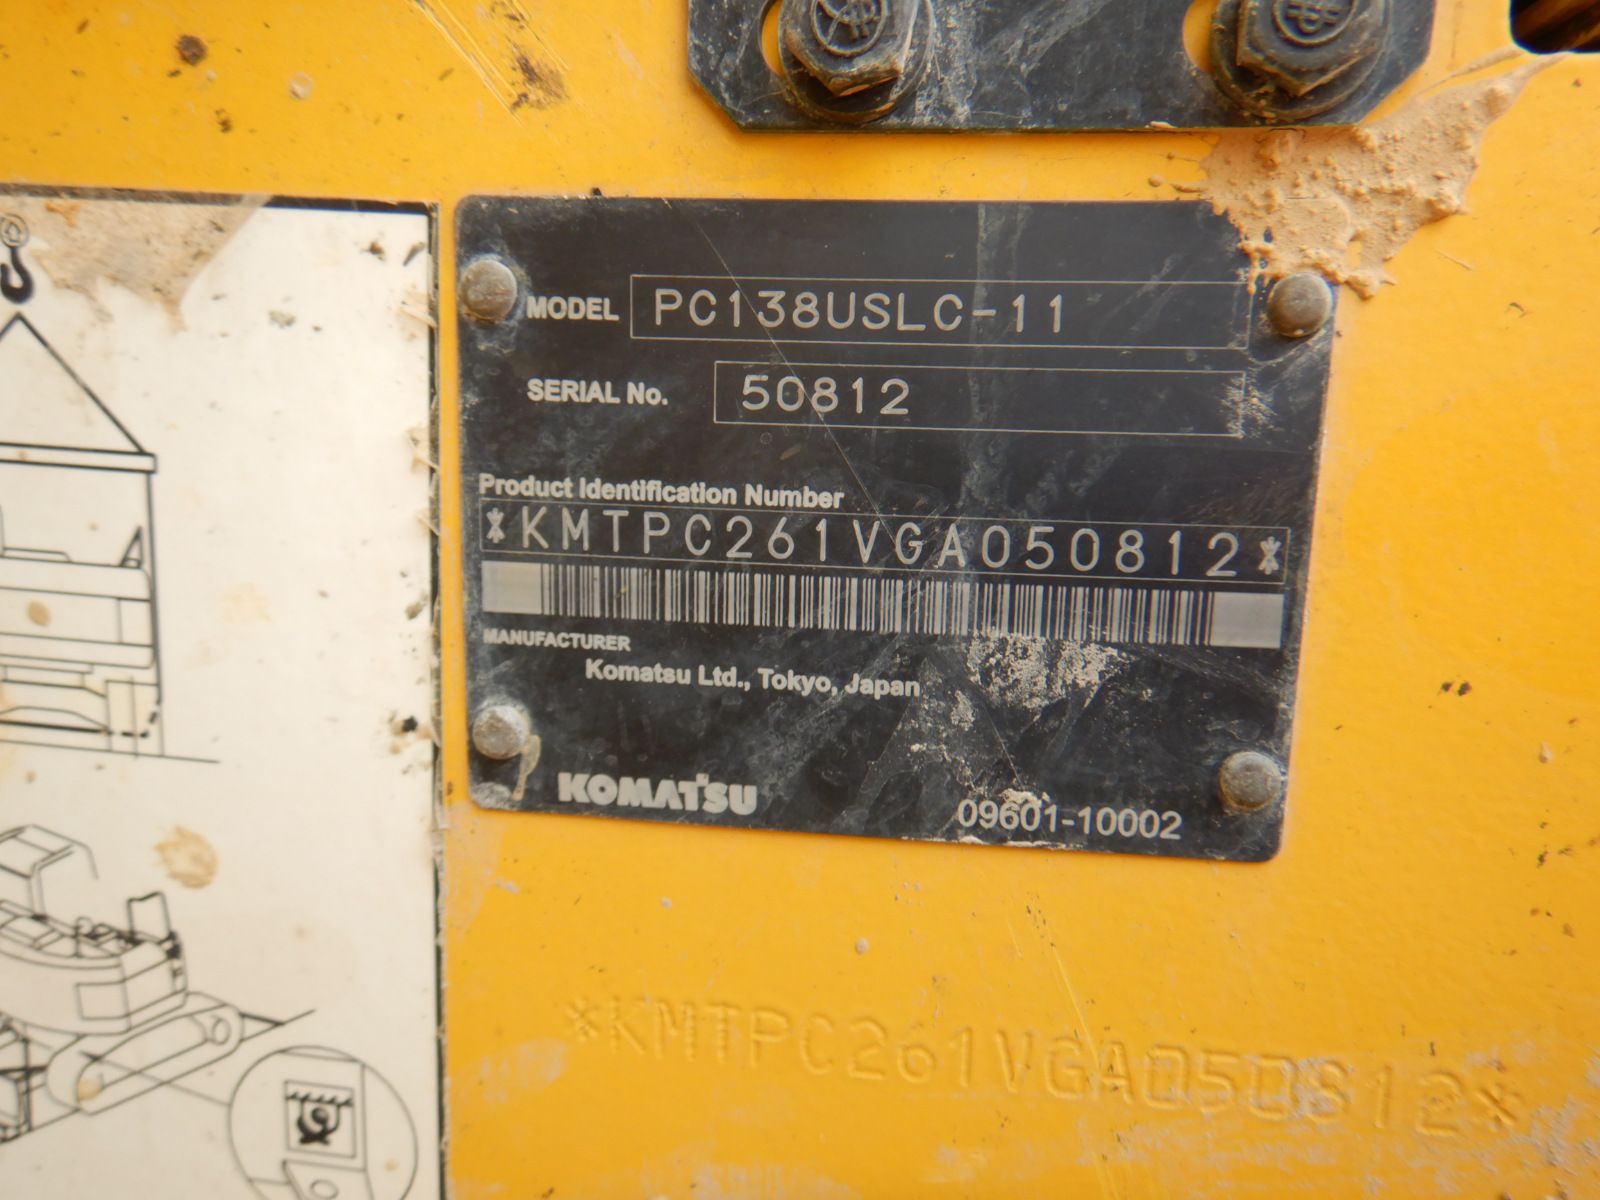 MODEL PC138USLC-11
SERIAL No. 50812
Product Identification Number
*KMTPC261VGA050812*
MANUFACTURER
Komatsu Ltd., Tokyo, Japan
KOMATSU
09601-10002
*KMTPC261VGA050812*